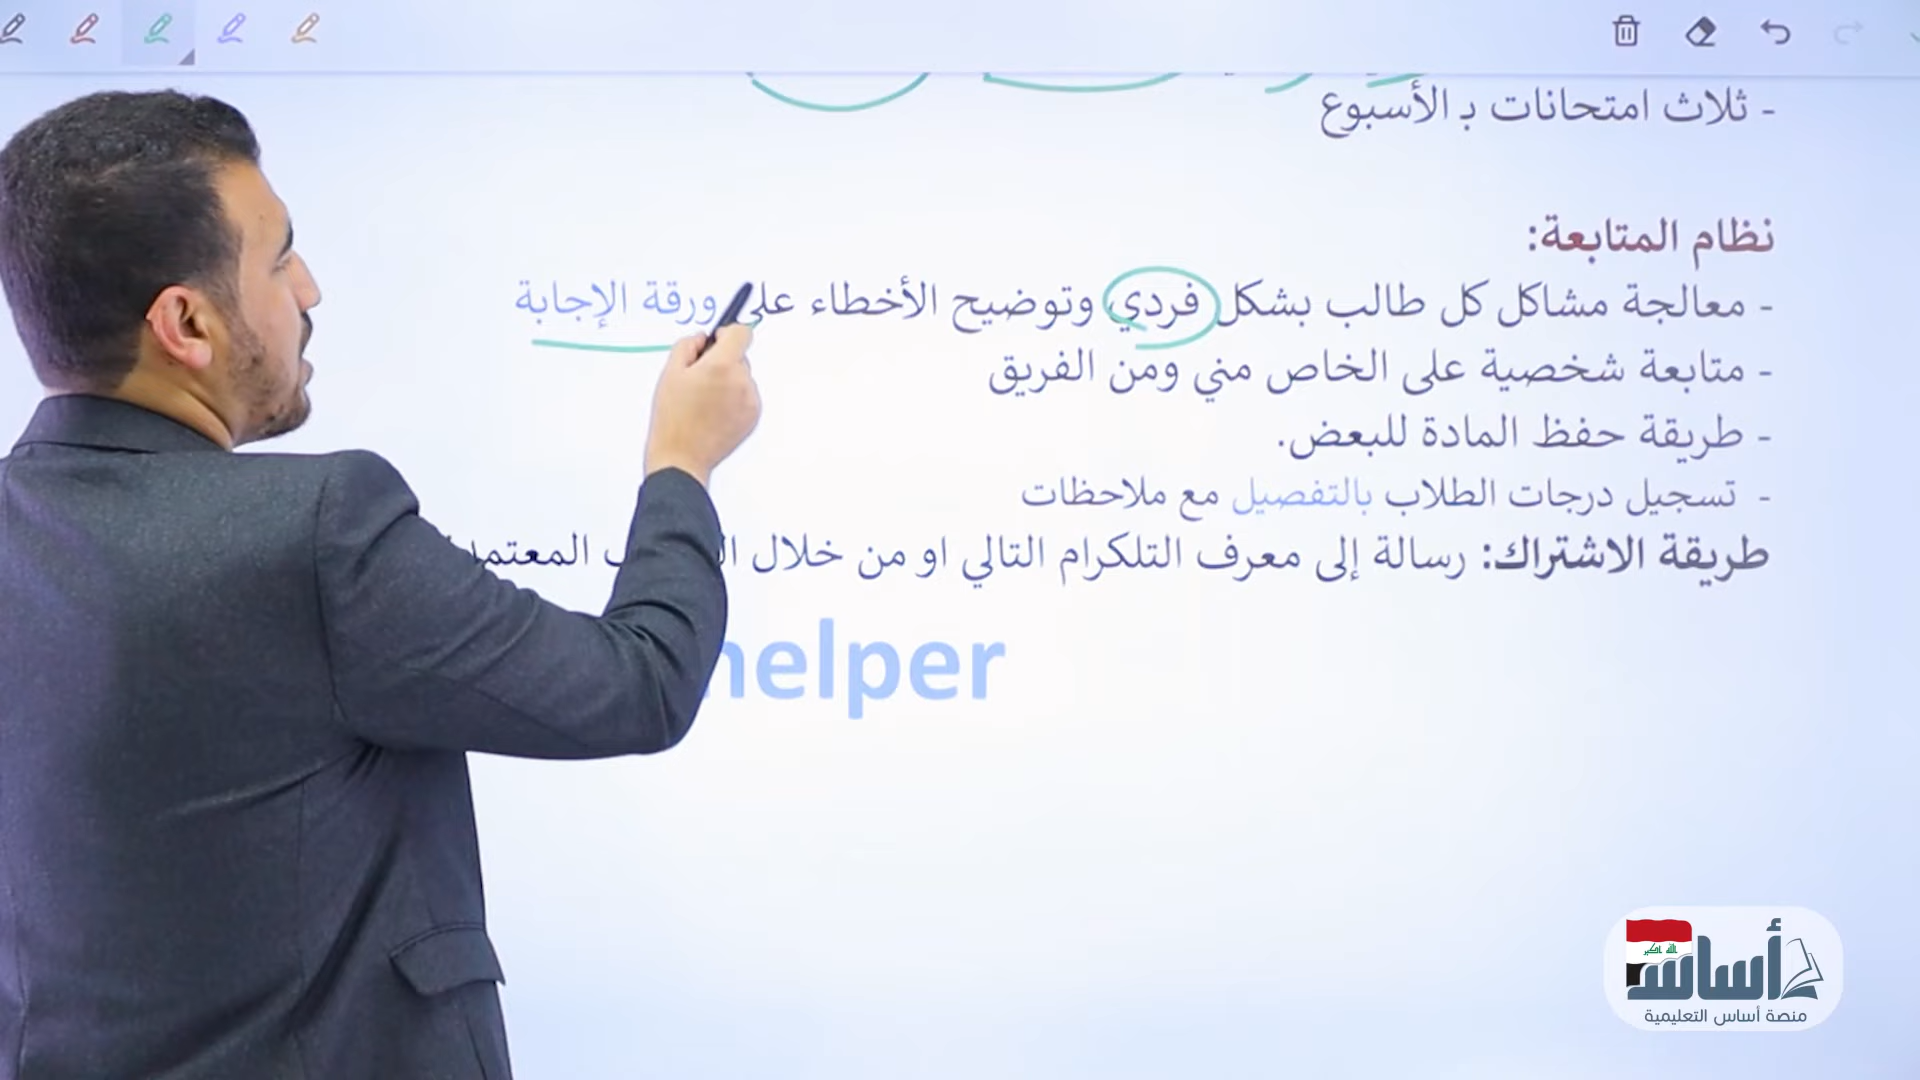 - ثلاث امتحانات بـ الأسبوع
نظام المتابعة:
- معالجة مشاكل كل طالب بشكل فردي وتوضيح الأخطاء على ورقة الإجابة
- متابعة شخصية على الخاص مني ومن الفريق
- طريقة حفظ المادة للبعض.
- تسجيل درجات الطلاب بالتفصيل مع ملاحظات
طريقة الاشتراك: رسالة إلى معرف التلكرام التالي او من خلال
helper
أساس
منصة أساس التعليمية